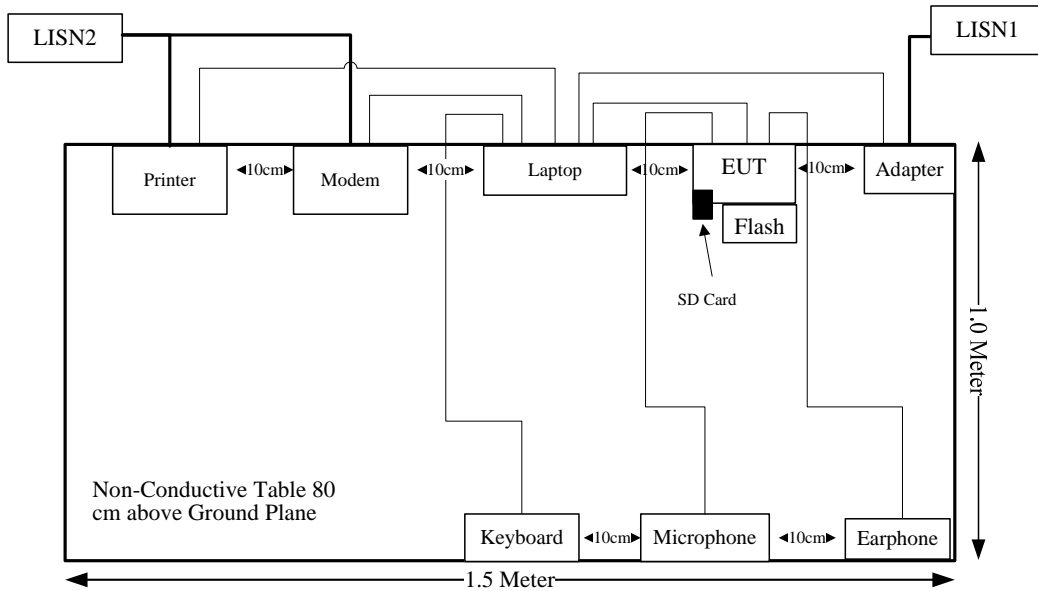 LISN2
LISN1
Printer
10cm
Modem
10cm
Laptop
10cm
EUT
10cm
Adapter
Flash
SD Card
1.0 Meter
Non-Conductive Table 80
cm above Ground Plane
Keyboard
10cm
Microphone
10cm
Earphone
1.5 Meter